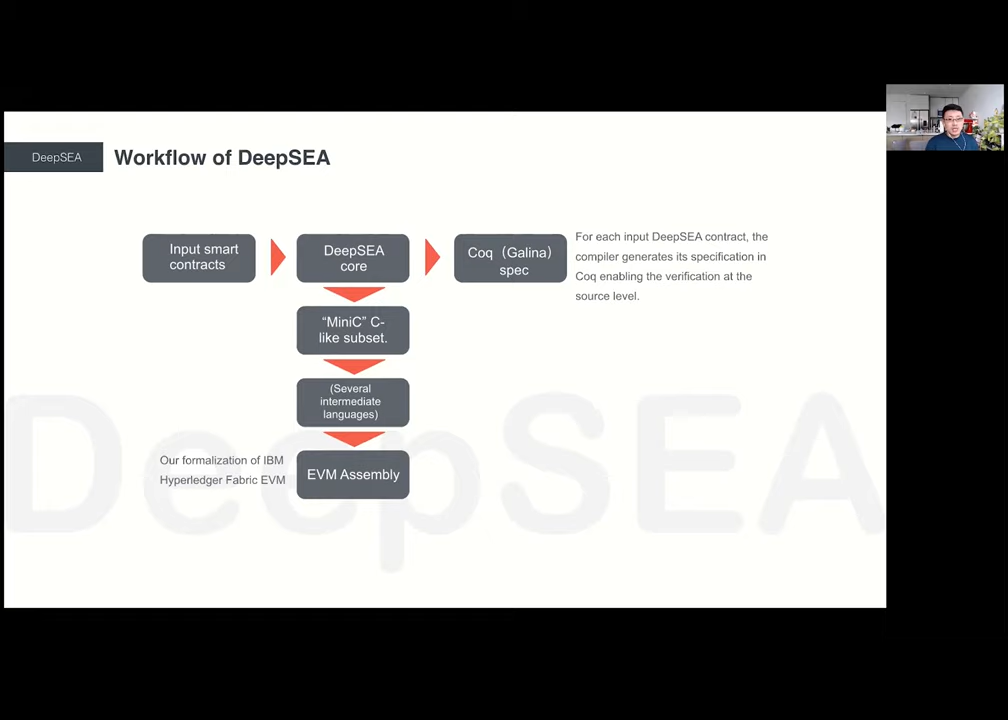 DeepSEA
Workflow of DeepSEA
Input smart
contracts
DeepSEA
core
Coq（Galina）
spec
For each input DeepSEA contract, the
compiler generates its specification in
Coq enabling the verification at the
source level.
“MiniC” C-
like subset.
(Several
intermediate
languages)
Our formalization of IBM
Hyperledger Fabric EVM
EVM Assembly
DeepSEA